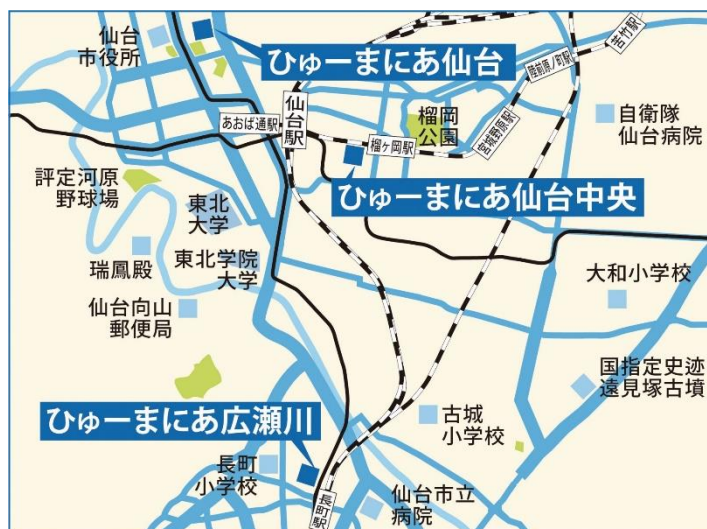 仙台
市役所
ひゅーまにあ仙台
苦竹駅
陸前原ノ町駅
仙台駅
あおば通駅
榴岡
公園
宮城野原駅
自衛隊
仙台病院
榴ヶ岡駅
評定河原
野球場
ひゅーまにあ仙台中央
東北
大学
瑞鳳殿
東北学院
大学
大和小学校
仙台向山
郵便局
国指定史跡
遠見塚古墳
ひゅーまにあ広瀬川
古城
小学校
長町
小学校
長町駅
仙台市立
病院